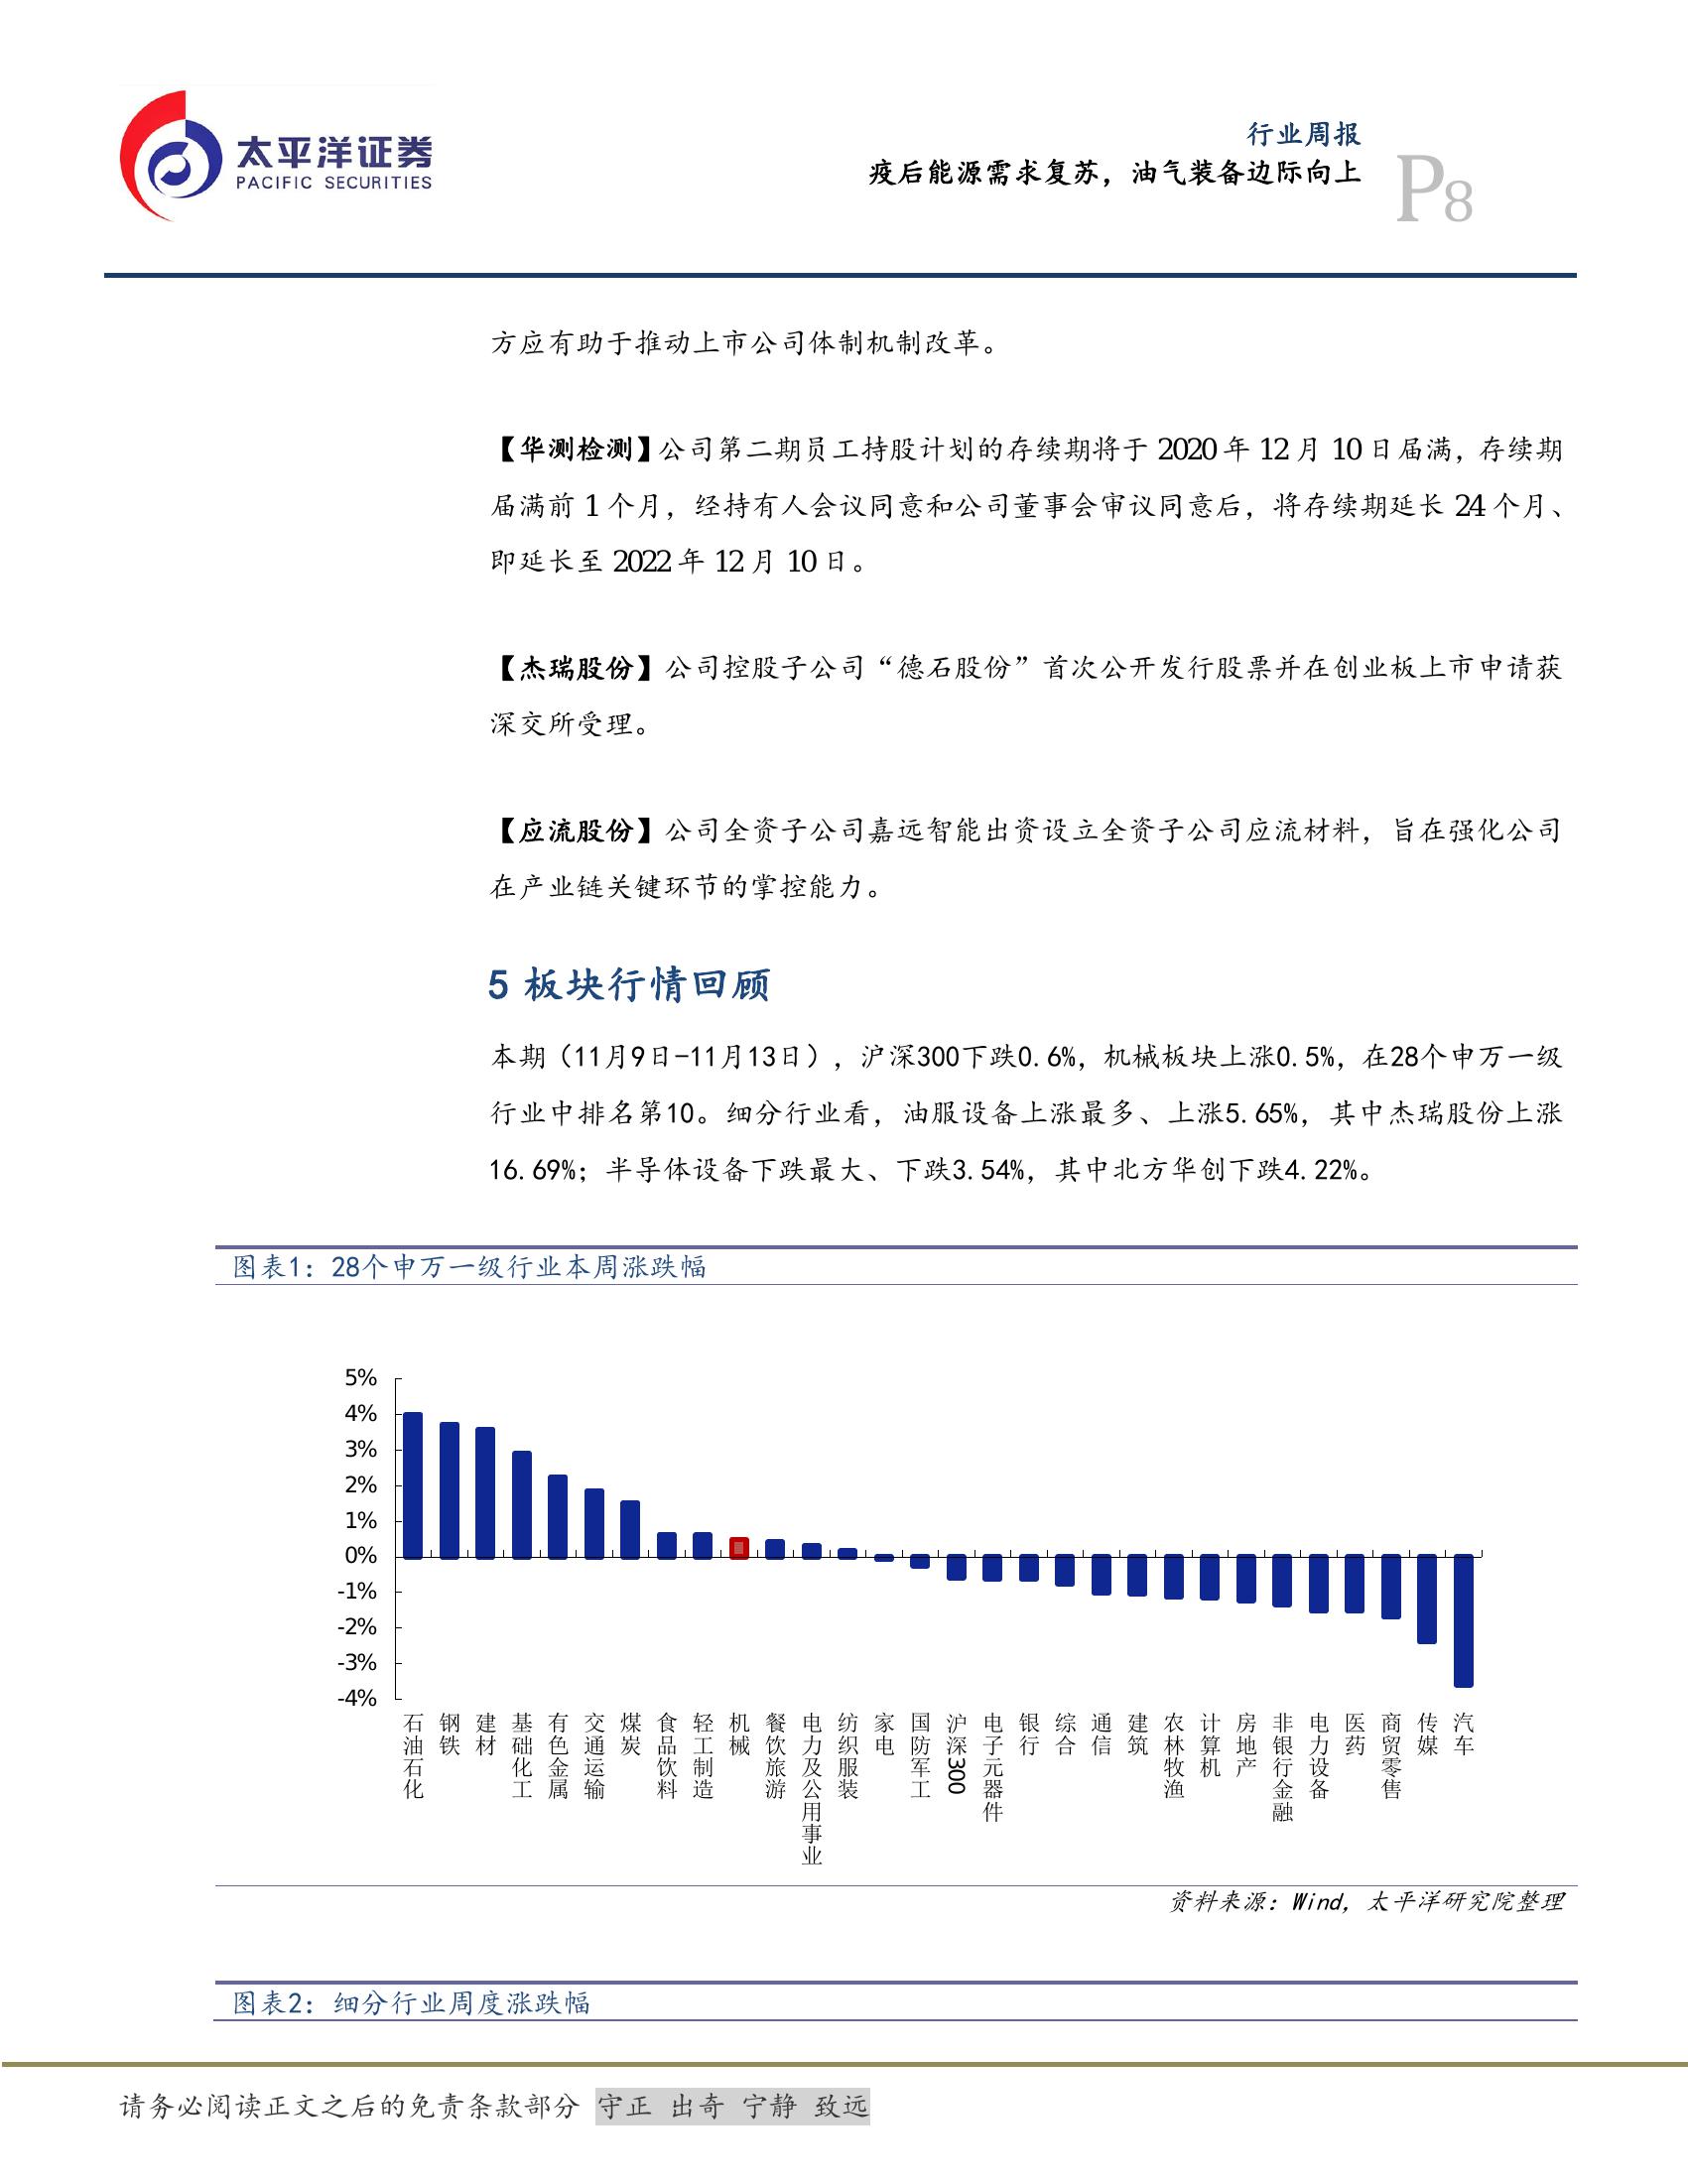 太平洋证券
PACIFIC SECURITIES
行业周报
疫后能源需求复苏，油气装备边际向上
P8
方应有助于推动上市公司体制机制改革。
【华测检测】公司第二期员工持股计划的存续期将于 2020 年 12 月 10 日届满，存续期
届满前 1 个月，经持有人会议同意和公司董事会审议同意后，将存续期延长 24 个月、
即延长至 2022 年 12 月 10 日。
【杰瑞股份】公司控股子公司“德石股份”首次公开发行股票并在创业板上市申请获
深交所受理。
【应流股份】公司全资子公司嘉远智能出资设立全资子公司应流材料，旨在强化公司
在产业链关键环节的掌控能力。
5 板块行情回顾
本期（11月9日-11月13日），沪深300下跌0.6%，机械板块上涨0.5%，在28个申万一级
行业中排名第10。细分行业看，油服设备上涨最多、上涨5.65%，其中杰瑞股份上涨
16.69%；半导体设备下跌最大、下跌3.54%，其中北方华创下跌4.22%。
图表1：28个申万一级行业本周涨跌幅
5%
4%
3%
2%
1%
0%
-1%
-2%
-3%
-4%
石油石化
钢铁
建材
基础化工
有色金属
交通运输
煤炭
食品饮料
轻工制造
机械
餐饮旅游
电力及公用事业
纺织服装
家电
国防军工
沪深300
电子元器件
银行
综合
通信
建筑
农林牧渔
计算机
房地产
非银行金融
电力设备
医药
商贸零售
传媒
汽车
资料来源：Wind，太平洋研究院整理
图表2：细分行业周度涨跌幅
请务必阅读正文之后的免责条款部分 守正 出奇 宁静 致远